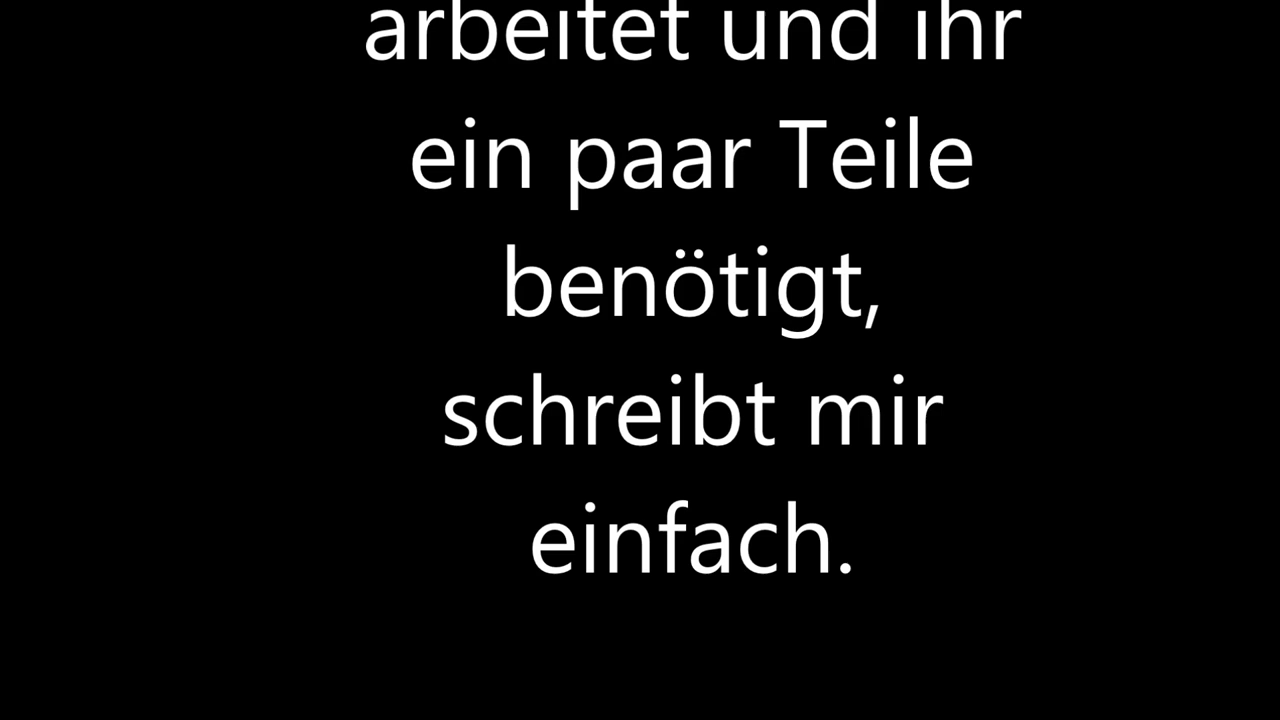 arbeitet und ihr
ein paar Teile
benötigt,
schreibt mir
einfach.